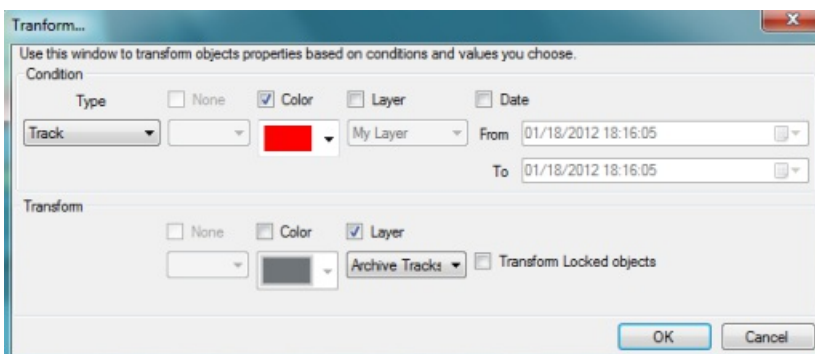 Tranform...
Use this window to transform objects properties based on conditions and values you choose.
Condition
Type None Color Layer Date
Track My Layer From 01/18/2012 18:16:05
To 01/18/2012 18:16:05
Transform
None Color Layer
Archive Tracks Transform Locked objects
OK Cancel